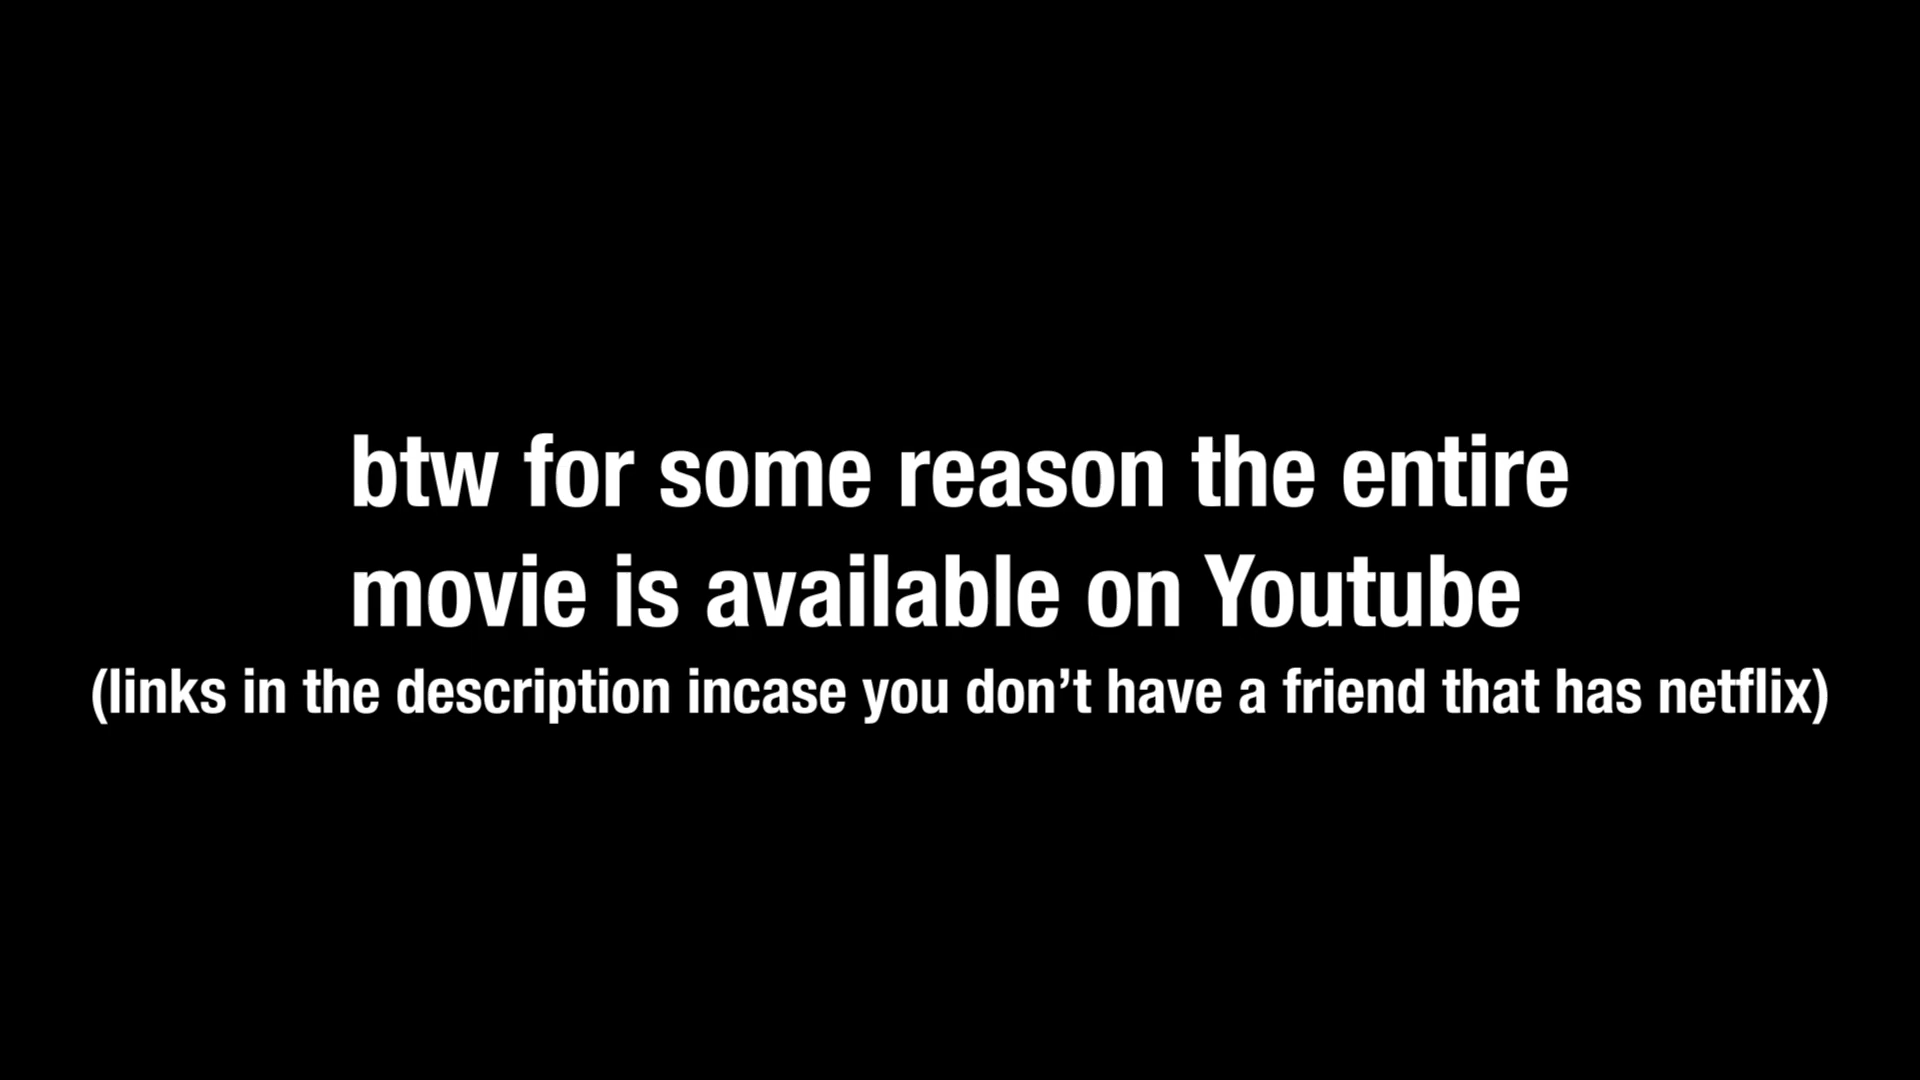 btw for some reason the entire
movie is available on Youtube
(links in the description incase you don’t have a friend that has netflix)